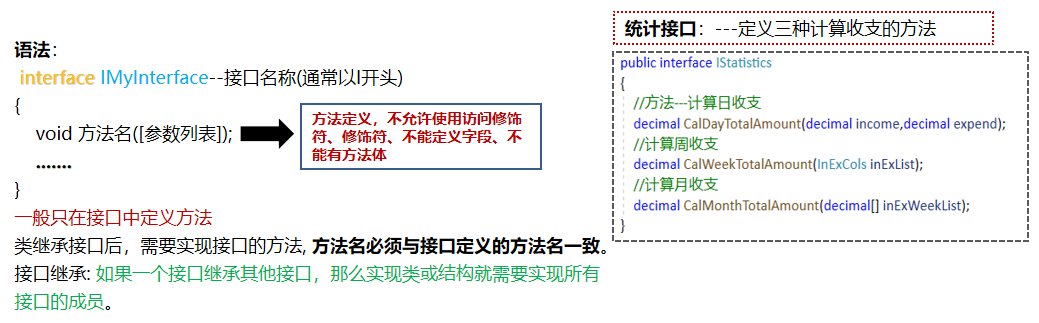 语法：
interface IMyInterface--接口名称(通常以I开头)
{
void 方法名([参数列表]);
.......
}
方法定义，不允许使用访问修饰
符、修饰符、不能定义字段、不
能有方法体
一般只在接口中定义方法
类继承接口后，需要实现接口的方法, 方法名必须与接口定义的方法名一致。
接口继承: 如果一个接口继承其他接口，那么实现类或结构就需要实现所有
接口的成员。
统计接口：---定义三种计算收支的方法
public interface IStatistics
{
//方法---计算日收支
decimal CalDayTotalAmount(decimal income,decimal expend);
//计算周收支
decimal CalWeekTotalAmount(InExCols inExList);
//计算月收支
decimal CalMonthTotalAmount(decimal[] inExWeekList);
}